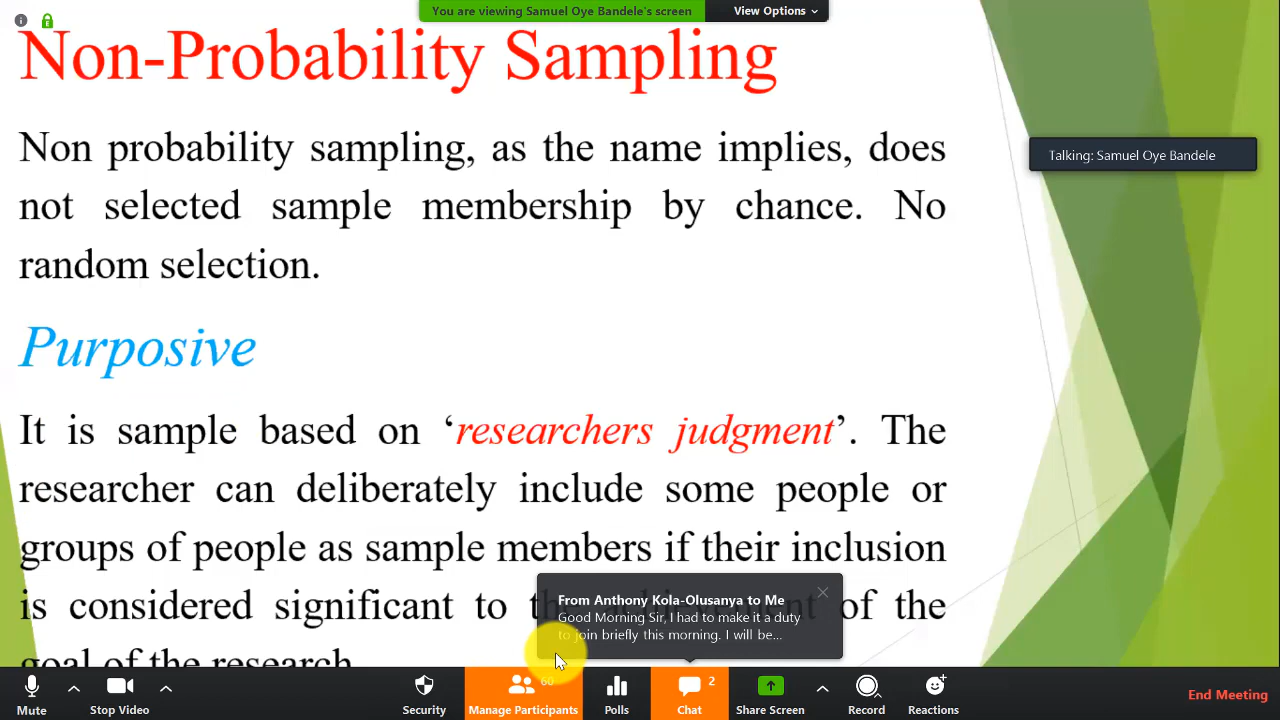 You are viewing Samuel Oye Bandele's screen
View Options
Non-Probability Sampling
Non probability sampling, as the name implies, does
not selected sample membership by chance. No
random selection.
Talking: Samuel Oye Bandele
Purposive
It is sample based on ‘researchers judgment’. The
researcher can deliberately include some people or
groups of people as sample members if their inclusion
is considered significant to the achievement of the
goal of the research
From Anthony Kola-Olusanya to Me
Good Morning Sir, I had to make it a duty
to join briefly this morning. I will be...
Mute
Stop Video
Security
60
Manage Participants
Polls
2
Chat
Share Screen
Record
Reactions
End Meeting